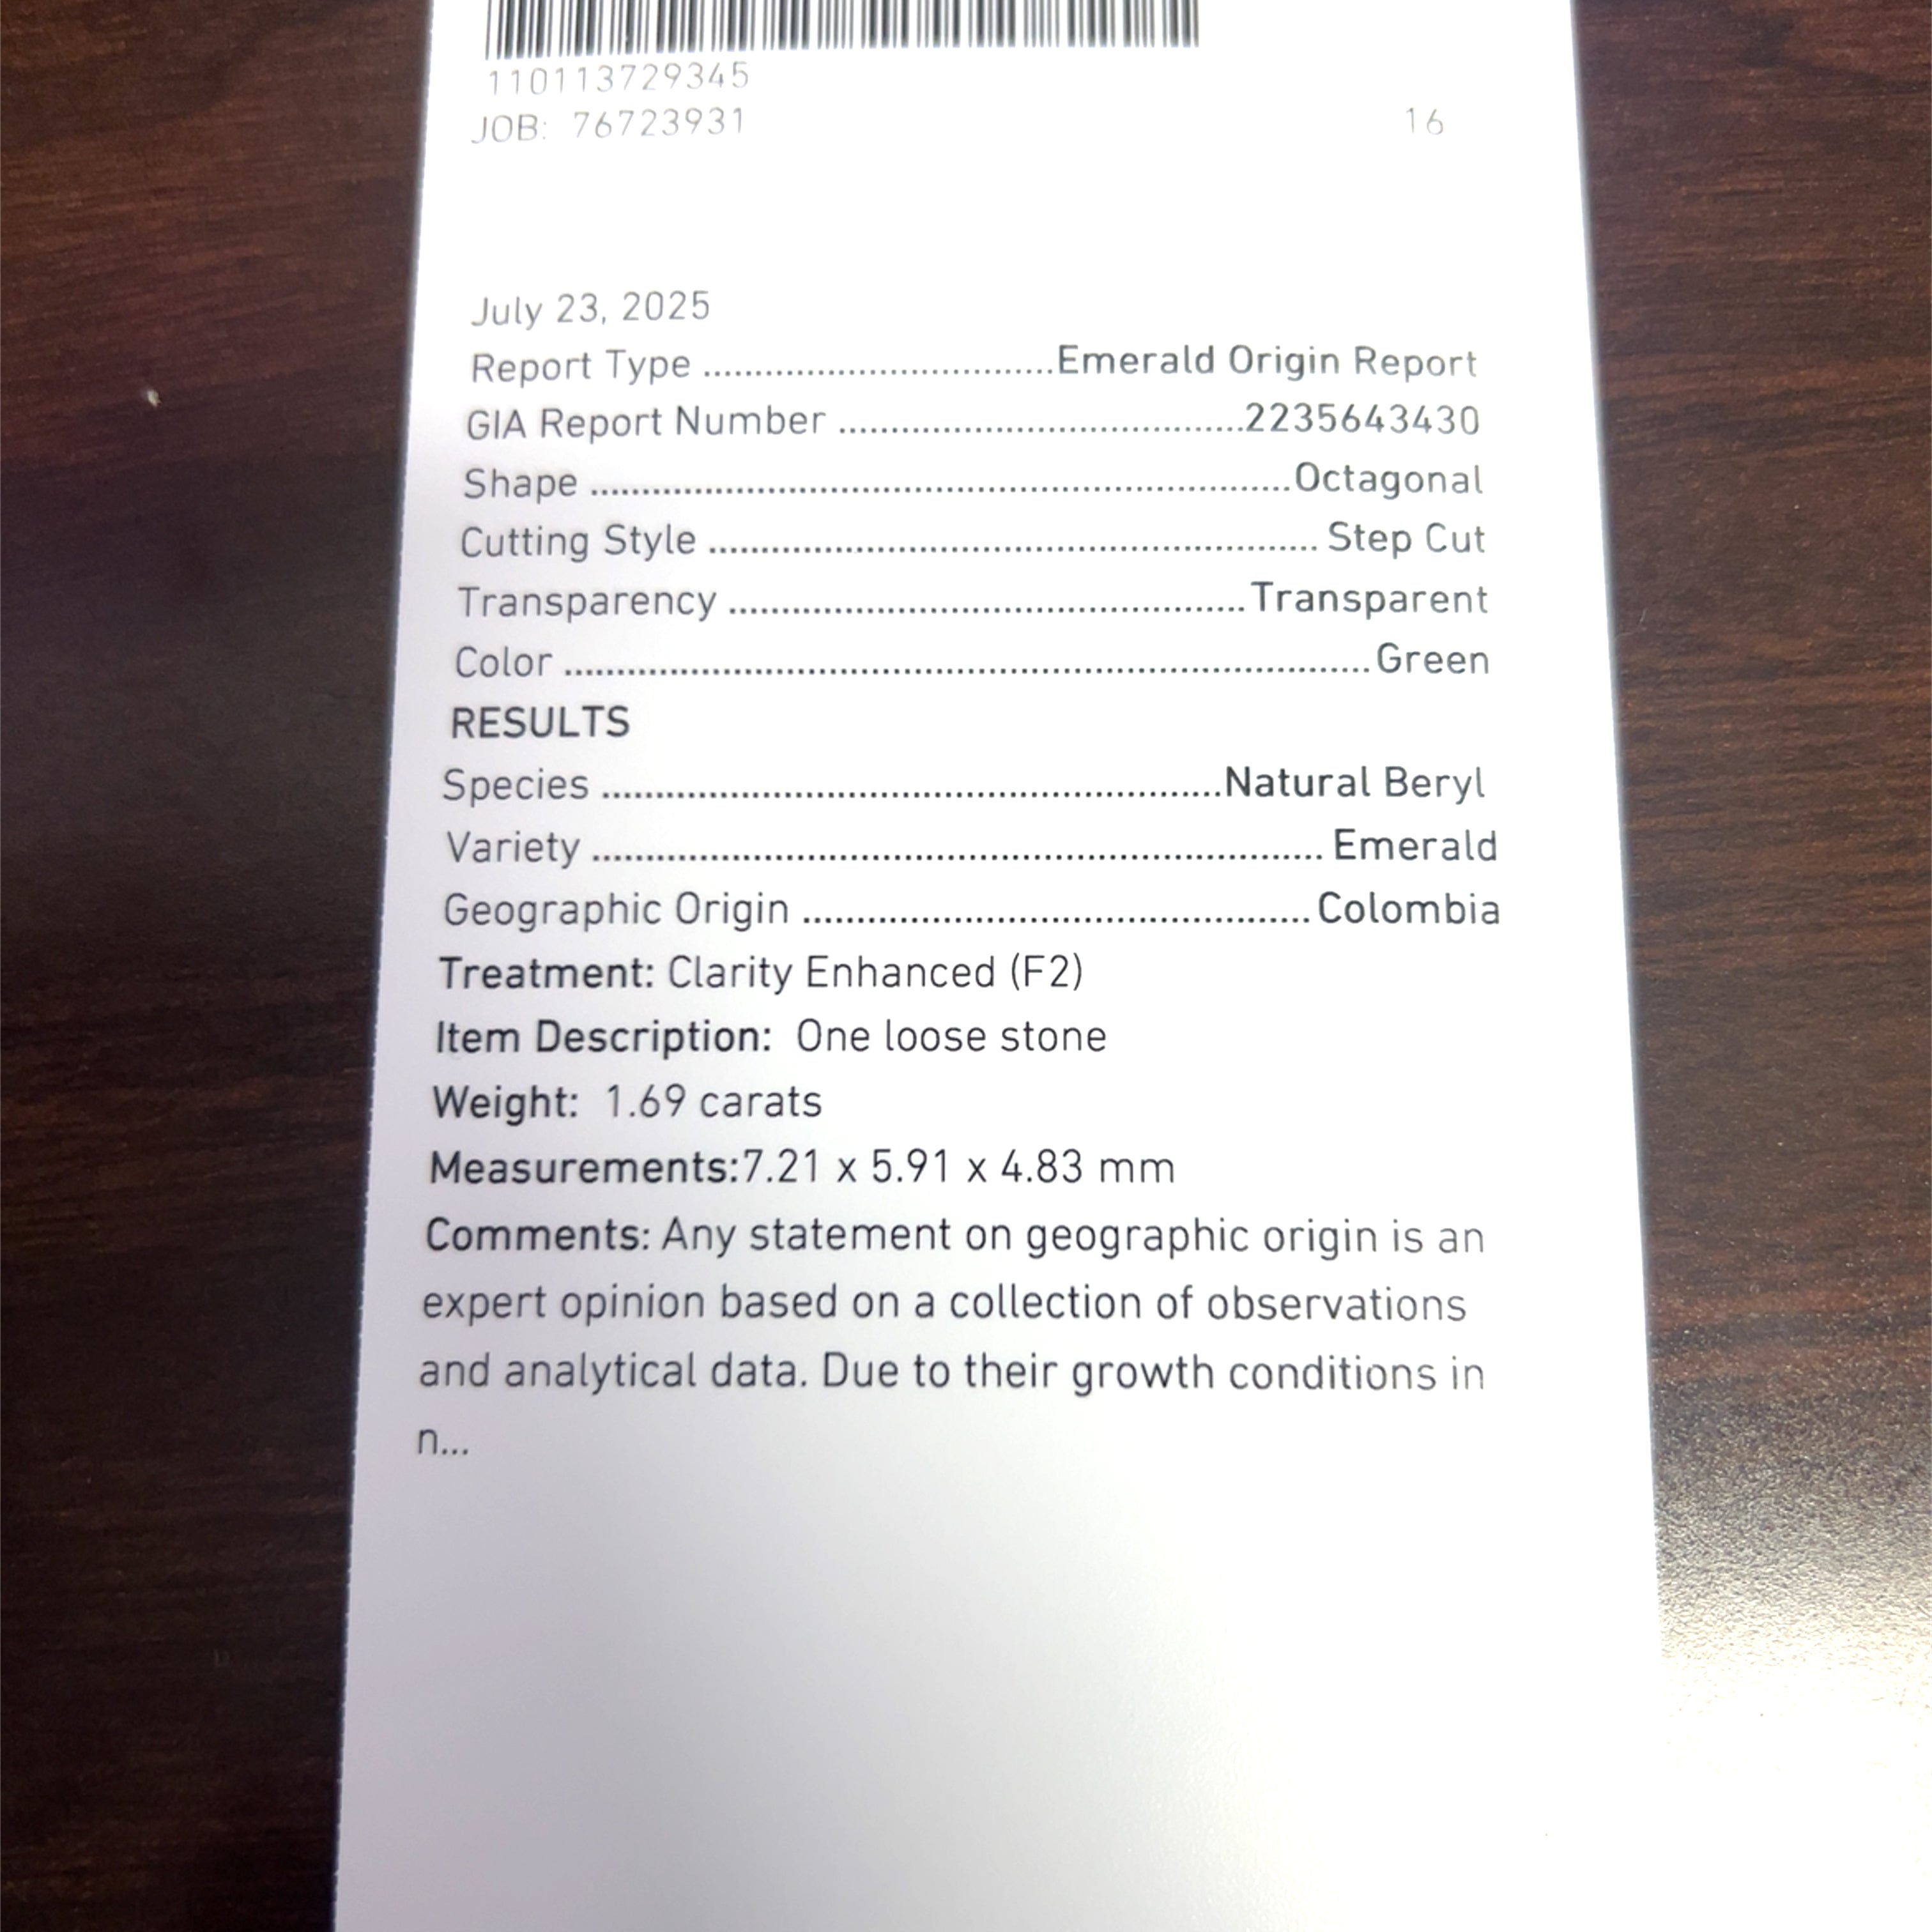 110113729345
JOB: 76723931 16
July 23, 2025
Report Type ................................. Emerald Origin Report
GIA Report Number ...................................... 2235643430
Shape .................................................................. Octagonal
Cutting Style .......................................................... Step Cut
Transparency ................................................. Transparent
Color ............................................................................ Green
RESULTS
Species .......................................................... Natural Beryl
Variety ..................................................................... Emerald
Geographic Origin ............................................... Colombia
Treatment: Clarity Enhanced (F2)
Item Description: One loose stone
Weight: 1.69 carats
Measurements:7.21 x 5.91 x 4.83 mm
Comments: Any statement on geographic origin is an
expert opinion based on a collection of observations
and analytical data. Due to their growth conditions in
n...